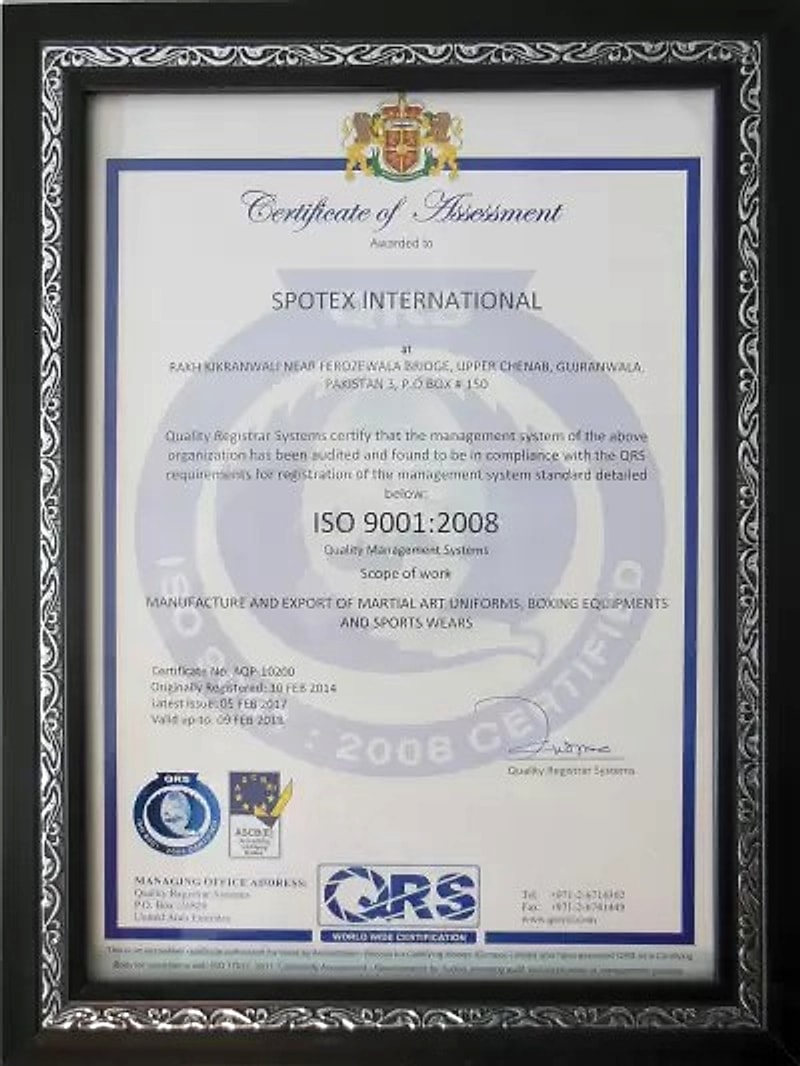 Certificate of Assessment
Awarded to
SPOTEX INTERNATIONAL
at
RAKH KIKRANWALI NEAR FEROZEWALA BRIDGE, UPPER CHENAB, GUJRANWALA,
PAKISTAN 3, P.O BOX # 150
Quality Registrar Systems certify that the management system of the above
organization has been audited and found to be in compliance with the QRS
requirements for registration of the management system standard detailed
below:
ISO 9001:2008
Quality Management Systems
Scope of work
MANUFACTURE AND EXPORT OF MARTIAL ART UNIFORMS, BOXING EQUIPMENTS
AND SPORTS WEARS
Certificate No: AQP-10200
Originally Registered: 10 FEB 2014
Latest Issue: 05 FEB 2017
Valid up to: 09 FEB 2018
: 2008 CERTIFIED
Quality Registrar Systems
QRS
ASCB(E)
MANAGING OFFICE ADDRESS:
Quality Registrar Systems
P.O. Box
United Arab Emirates
QRS
WORLD WIDE CERTIFICATION
Tel:
Fax: